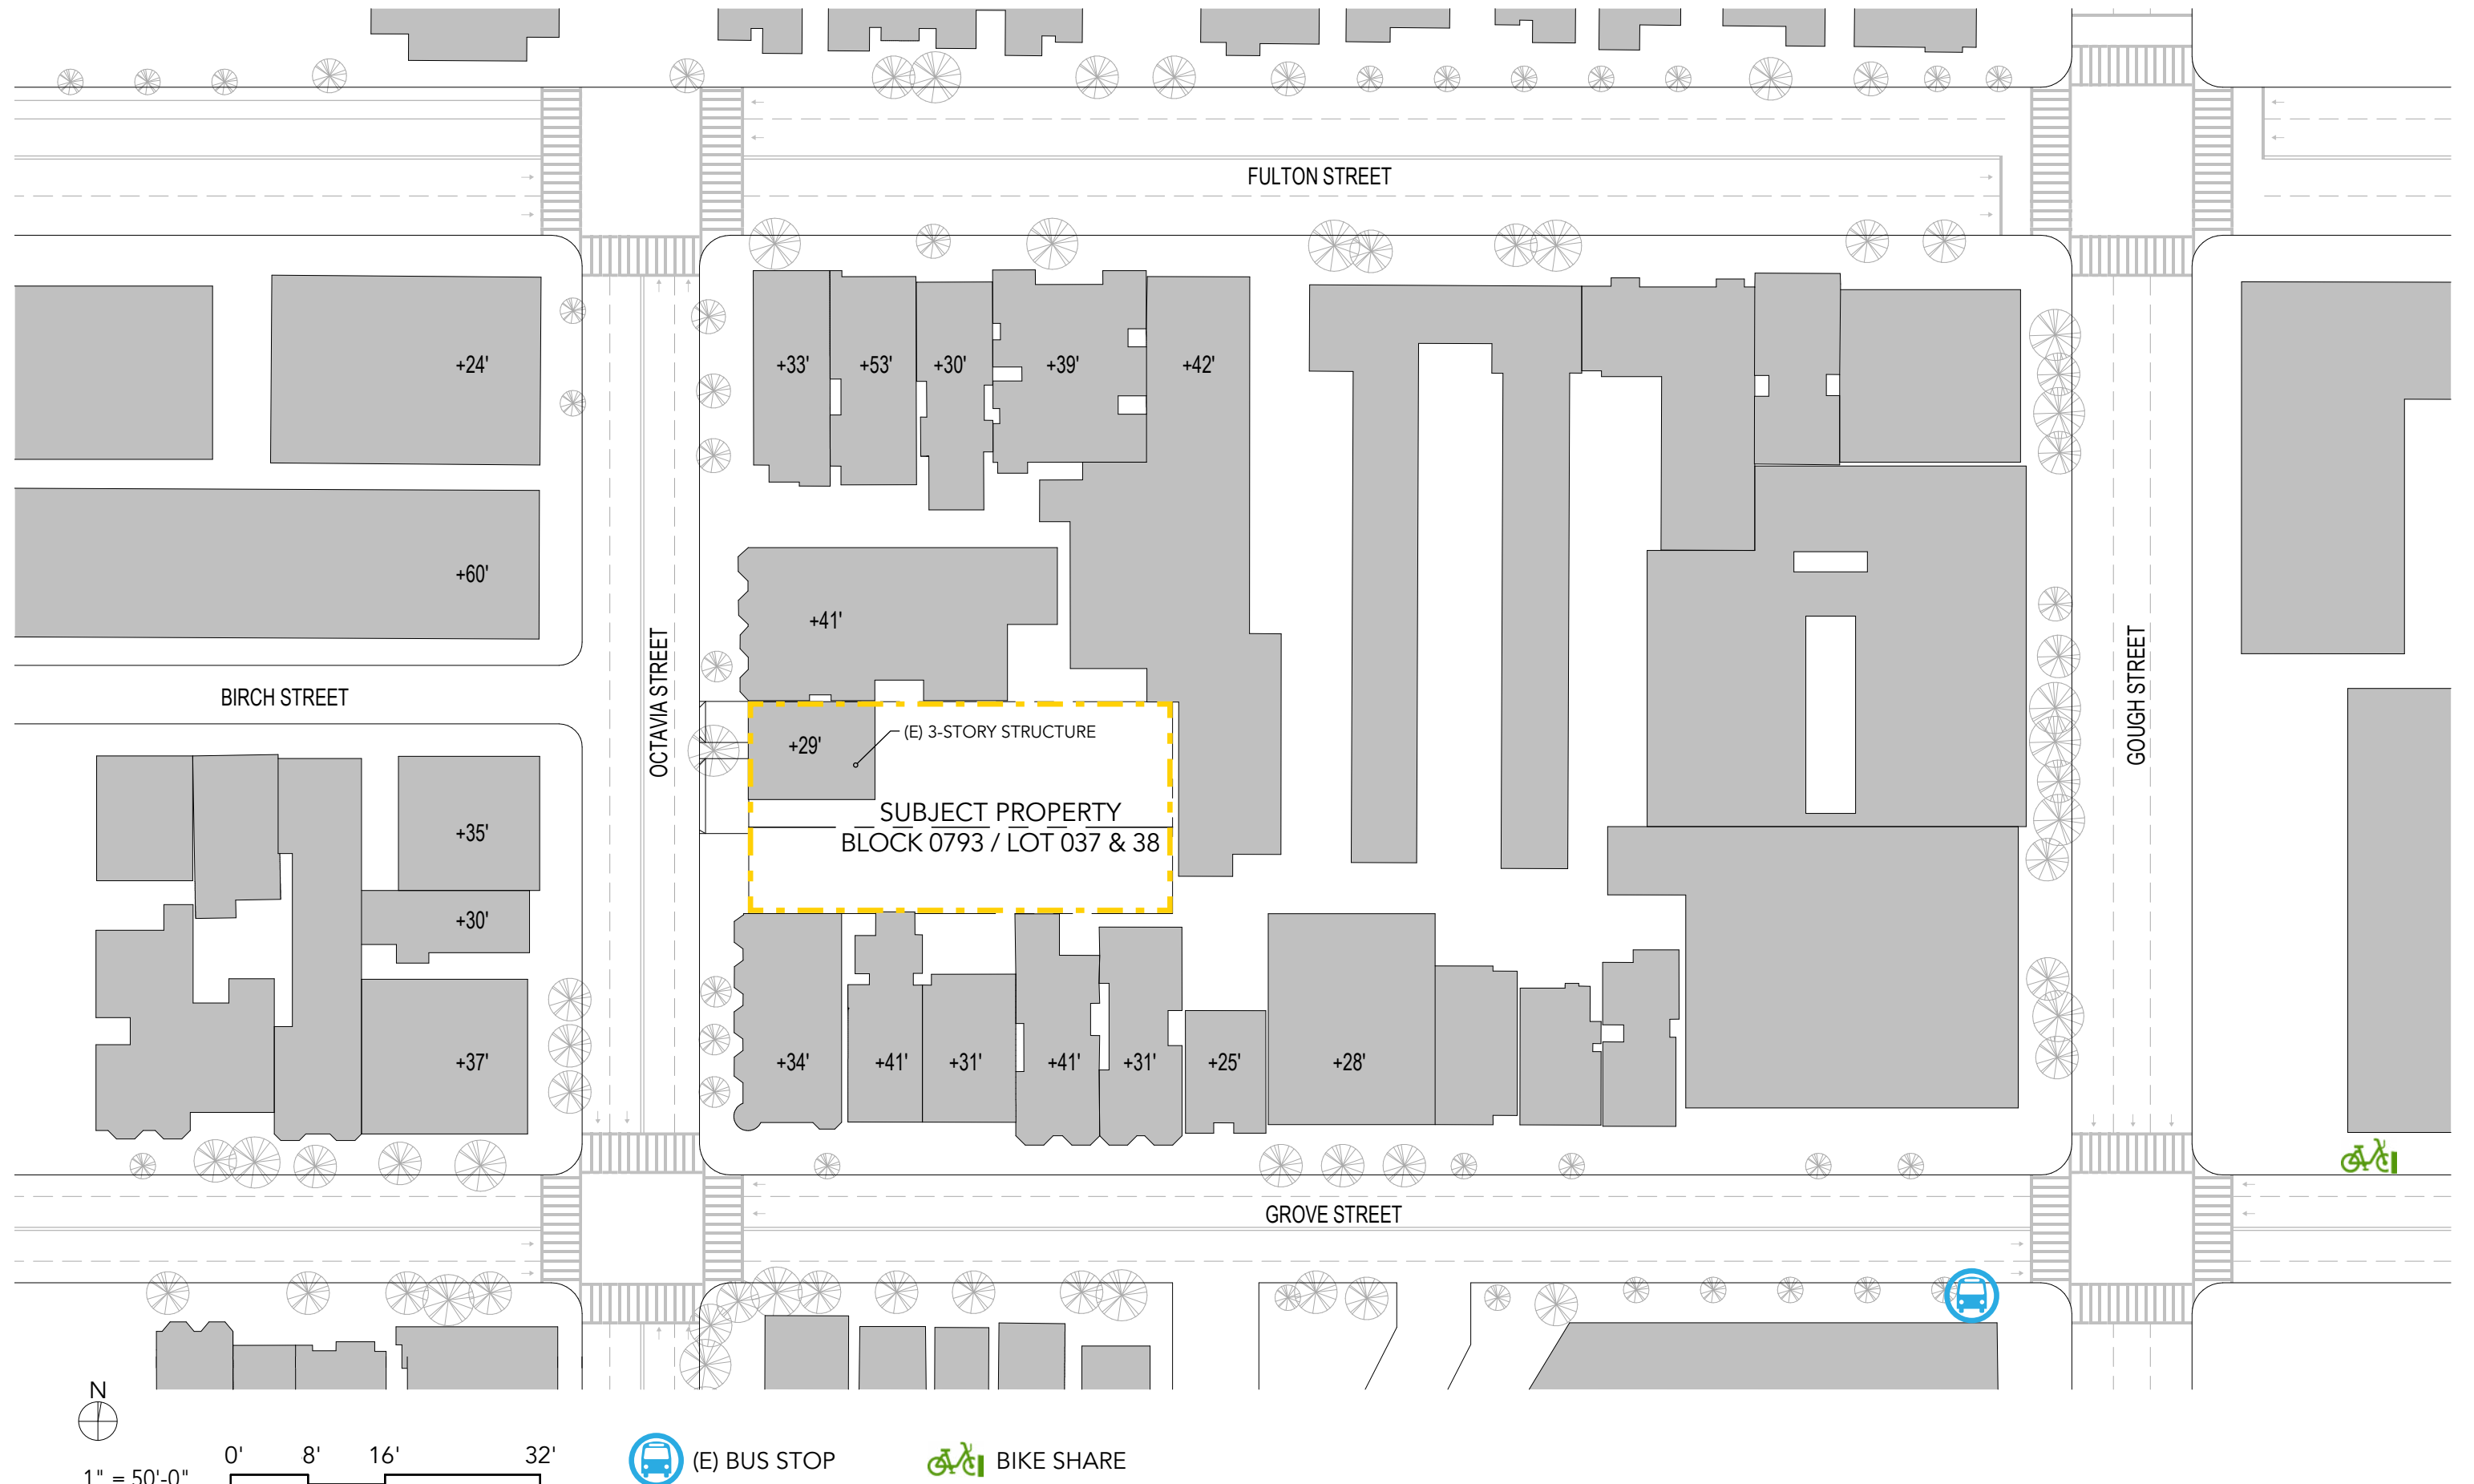 FULTON STREET
+24'
+33'
+53'
+30'
+39'
+42'
+60'
+41'
BIRCH STREET
OCTAVIA STREET
GOUGH STREET
+29'
(E) 3-STORY STRUCTURE
SUBJECT PROPERTY
BLOCK 0793 / LOT 037 & 38
+35'
+30'
+37'
+34'
+41'
+31'
+41'
+31'
+25'
+28'
GROVE STREET
N
0' 8' 16' 32'
1" = 50'-0"
(E) BUS STOP
BIKE SHARE